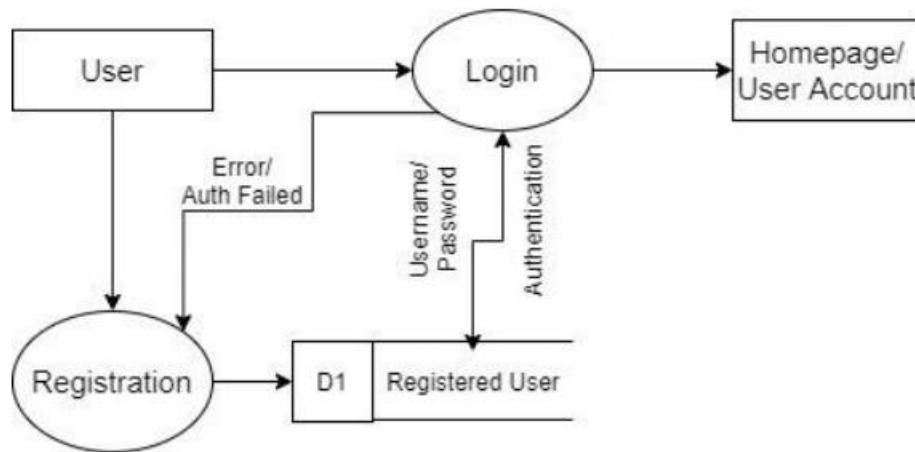 User
Login
Homepage/
User Account
Error/
Auth Failed
Username/
Password
Authentication
Registration
D1
Registered User